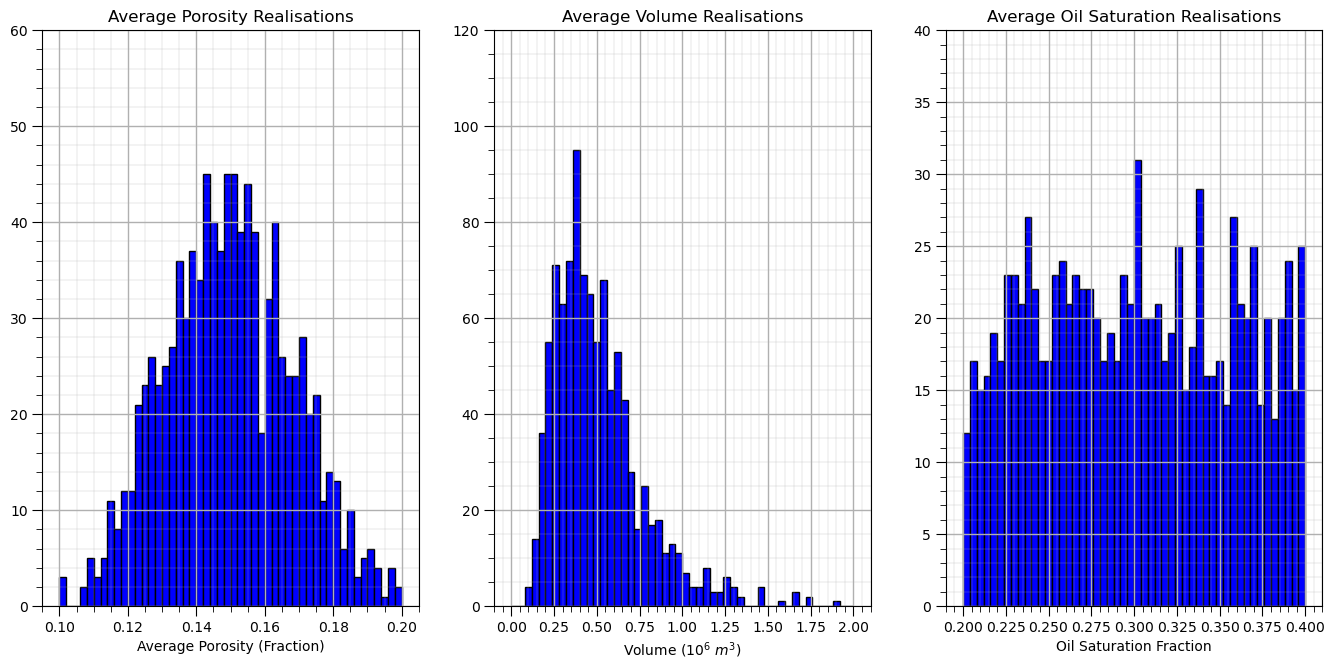 Average Porosity Realisations
60
50
40
30
20
10
0
0.10 0.12 0.14 0.16 0.18 0.20
Average Porosity (Fraction)
Average Volume Realisations
120
100
80
60
40
20
0
0.00 0.25 0.50 0.75 1.00 1.25 1.50 1.75 2.00
Volume (10⁶ m³)
Average Oil Saturation Realisations
40
35
30
25
20
15
10
5
0
0.200 0.225 0.250 0.275 0.300 0.325 0.350 0.375 0.400
Oil Saturation Fraction